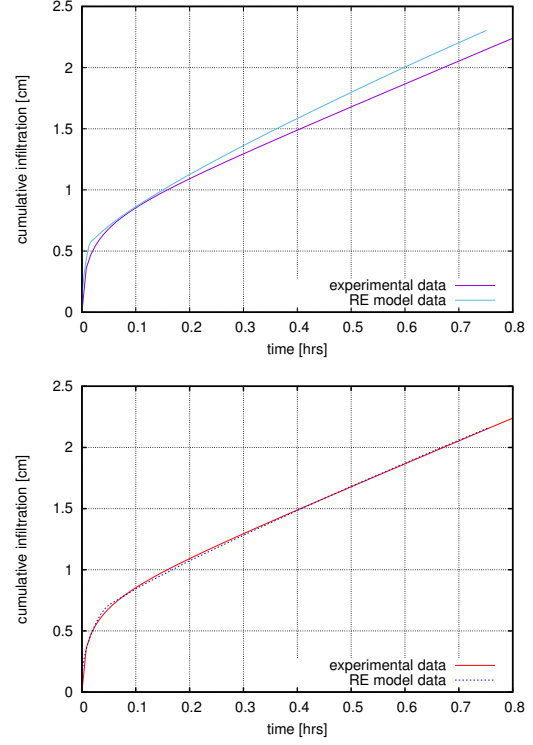 2.5
2
1.5
1
0.5
0
cumulative infiltration [cm]
experimental data
RE model data
0 0.1 0.2 0.3 0.4 0.5 0.6 0.7 0.8
time [hrs]
2.5
2
1.5
1
0.5
0
cumulative infiltration [cm]
experimental data
RE model data
0 0.1 0.2 0.3 0.4 0.5 0.6 0.7 0.8
time [hrs]